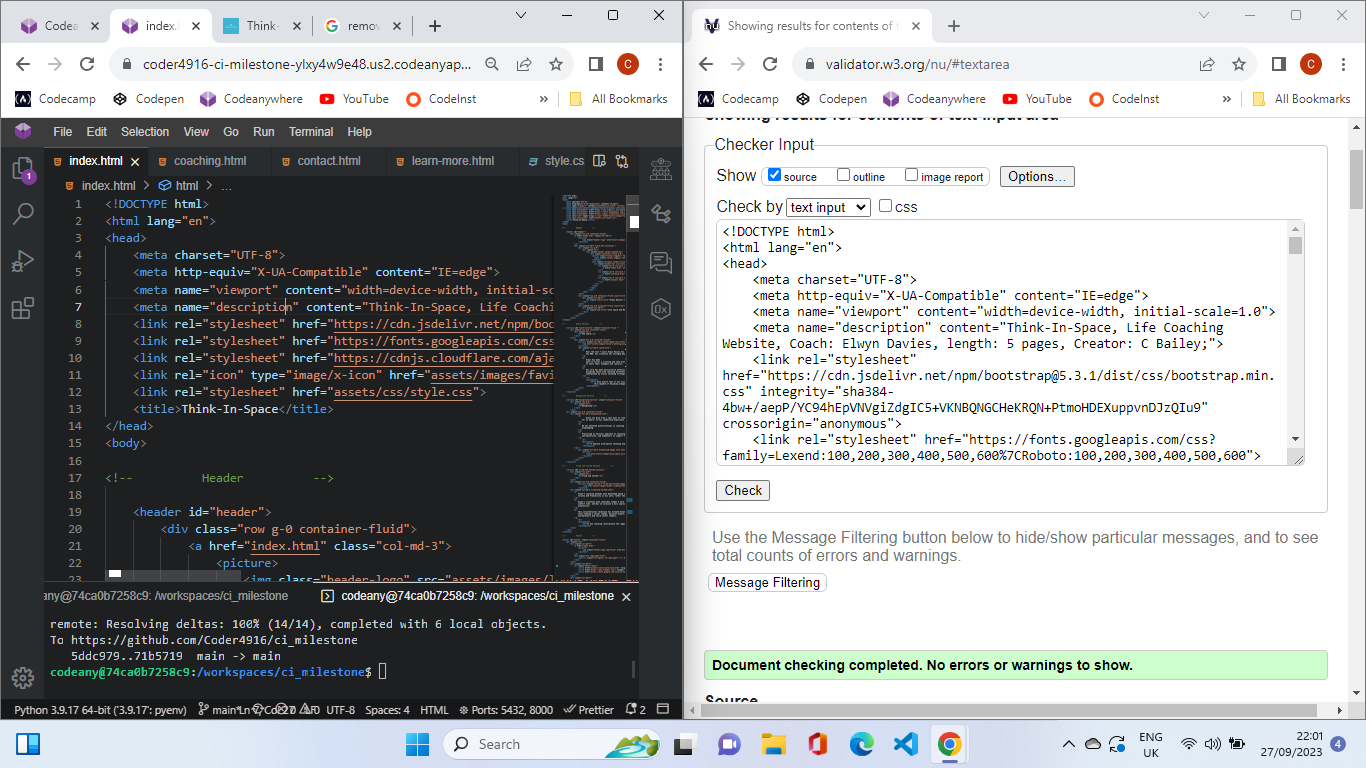 Codea
index.html
Think-
remov
coder4916-ci-milestone-ylxy4w9e48.us2.codeanyap...
C
Codecamp
Codepen
Codeanywhere
YouTube
CodeInst
»
All Bookmarks
File Edit Selection View Go Run Terminal Help
index.html
coaching.html
contact.html
learn-more.html
style.cs
index.html > html > ...
1 <!DOCTYPE html>
2 <html lang="en">
3 <head>
4 <meta charset="UTF-8">
5 <meta http-equiv="X-UA-Compatible" content="IE=edge">
6 <meta name="viewport" content="width=device-width, initial-sc
7 <meta name="description" content="Think-In-Space, Life Coachi
8 <link rel="stylesheet" href="https://cdn.jsdelivr.net/npm/boo
9 <link rel="stylesheet" href="https://fonts.googleapis.com/css
10 <link rel="stylesheet" href="https://cdnjs.cloudflare.com/aja
11 <link rel="icon" type="image/x-icon" href="assets/images/favi
12 <link rel="stylesheet" href="assets/css/style.css">
13 <title>Think-In-Space</title>
14 </head>
15 <body>
16
17 <!-- Header -->
18
19 <header id="header">
20 <div class="row g-0 container-fluid">
21 <a href="index.html" class="col-md-3">
22 <picture>
23 <img class="header-logo" src="assets/images/l
1
any@74ca0b7258c9: /workspaces/ci_milestone
codeany@74ca0b7258c9: /workspaces/ci_milestone
remote: Resolving deltas: 100% (14/14), completed with 6 local objects.
To https://github.com/Coder4916/ci_milestone
5ddc979..71b5719 main -> main
codeany@74ca0b7258c9:/workspaces/ci_milestone$
Python 3.9.17 64-bit ('3.9.17': pyenv)
main*
UTF-8
Spaces: 4
HTML
Ports: 5432, 8000
Prettier
2
Showing results for contents of t
validator.w3.org/nu/#textarea
C
Codecamp
Codepen
Codeanywhere
YouTube
CodeInst
»
All Bookmarks
Showing results for contents of text-input area
Checker Input
Show source outline image report Options...
Check by text input css
<!DOCTYPE html>
<html lang="en">
<head>
<meta charset="UTF-8">
<meta http-equiv="X-UA-Compatible" content="IE=edge">
<meta name="viewport" content="width=device-width, initial-scale=1.0">
<meta name="description" content="Think-In-Space, Life Coaching
Website, Coach: Elwyn Davies, length: 5 pages, Creator: C Bailey;">
<link rel="stylesheet"
href="https://cdn.jsdelivr.net/npm/bootstrap@5.3.1/dist/css/bootstrap.min.
css" integrity="sha384-
4bw+/aepP/YC94hEpVNVgiZdgIC5+VKNBQNGCHeKRQN+PtmoHDEXuppvnDJzQIu9"
crossorigin="anonymous">
<link rel="stylesheet" href="https://fonts.googleapis.com/css?
family=Lexend:100,200,300,400,500,600%7CRoboto:100,200,300,400,500,600">
Check
Use the Message Filtering button below to hide/show particular messages, and to see
total counts of errors and warnings.
Message Filtering
Document checking completed. No errors or warnings to show.
Source
Search
ENG
UK
22:01
27/09/2023
4